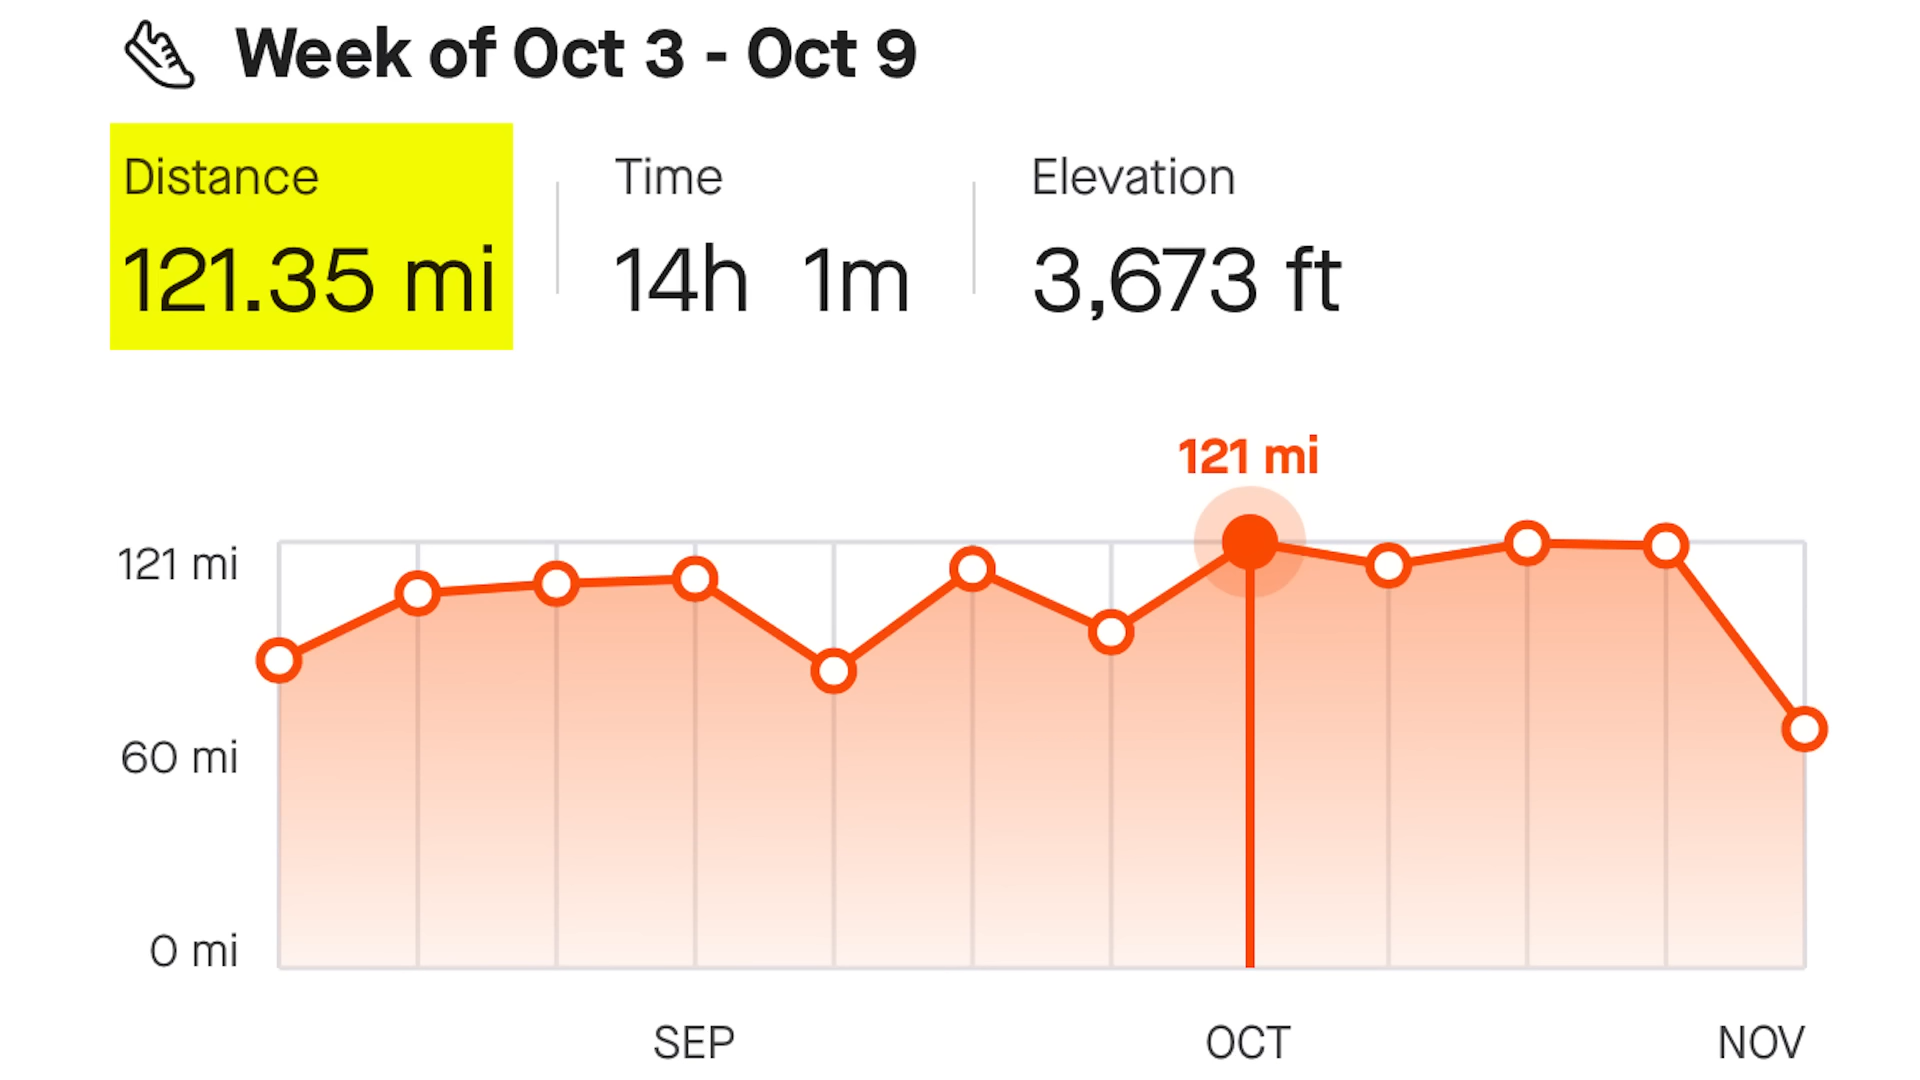 Week of Oct 3 - Oct 9
Distance
Time
Elevation
121.35 mi
14h 1m
3,673 ft
121 mi
121 mi
60 mi
0 mi
SEP
OCT
NOV